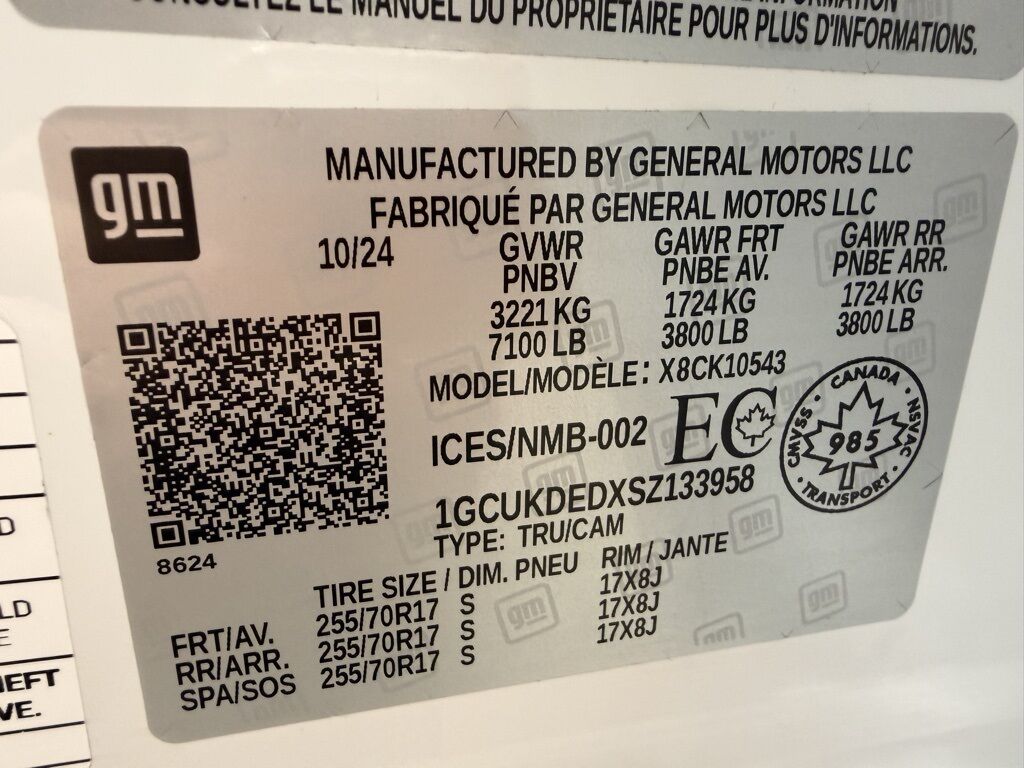 CONSULTEZ LE MANUEL DU PROPRIÉTAIRE POUR PLUS D'INFORMATIONS.
gm
MANUFACTURED BY GENERAL MOTORS LLC
FABRIQUÉ PAR GENERAL MOTORS LLC
10/24 GVWR GAWR FRT GAWR RR
PNBV PNBE AV. PNBE ARR.
3221 KG 1724 KG 1724 KG
7100 LB 3800 LB 3800 LB
MODEL/MODÈLE: X8CK10543
ICES/NMB-002 EC
CANADA
CMVSS 985 NSVAC
TRANSPORT
1GCUKDEDXSZ133958
TYPE: TRU/CAM
8624
TIRE SIZE / DIM. PNEU RIM / JANTE
FRT/AV. 255/70R17 S 17X8J
RR/ARR. 255/70R17 S 17X8J
SPA/SOS 255/70R17 S 17X8J